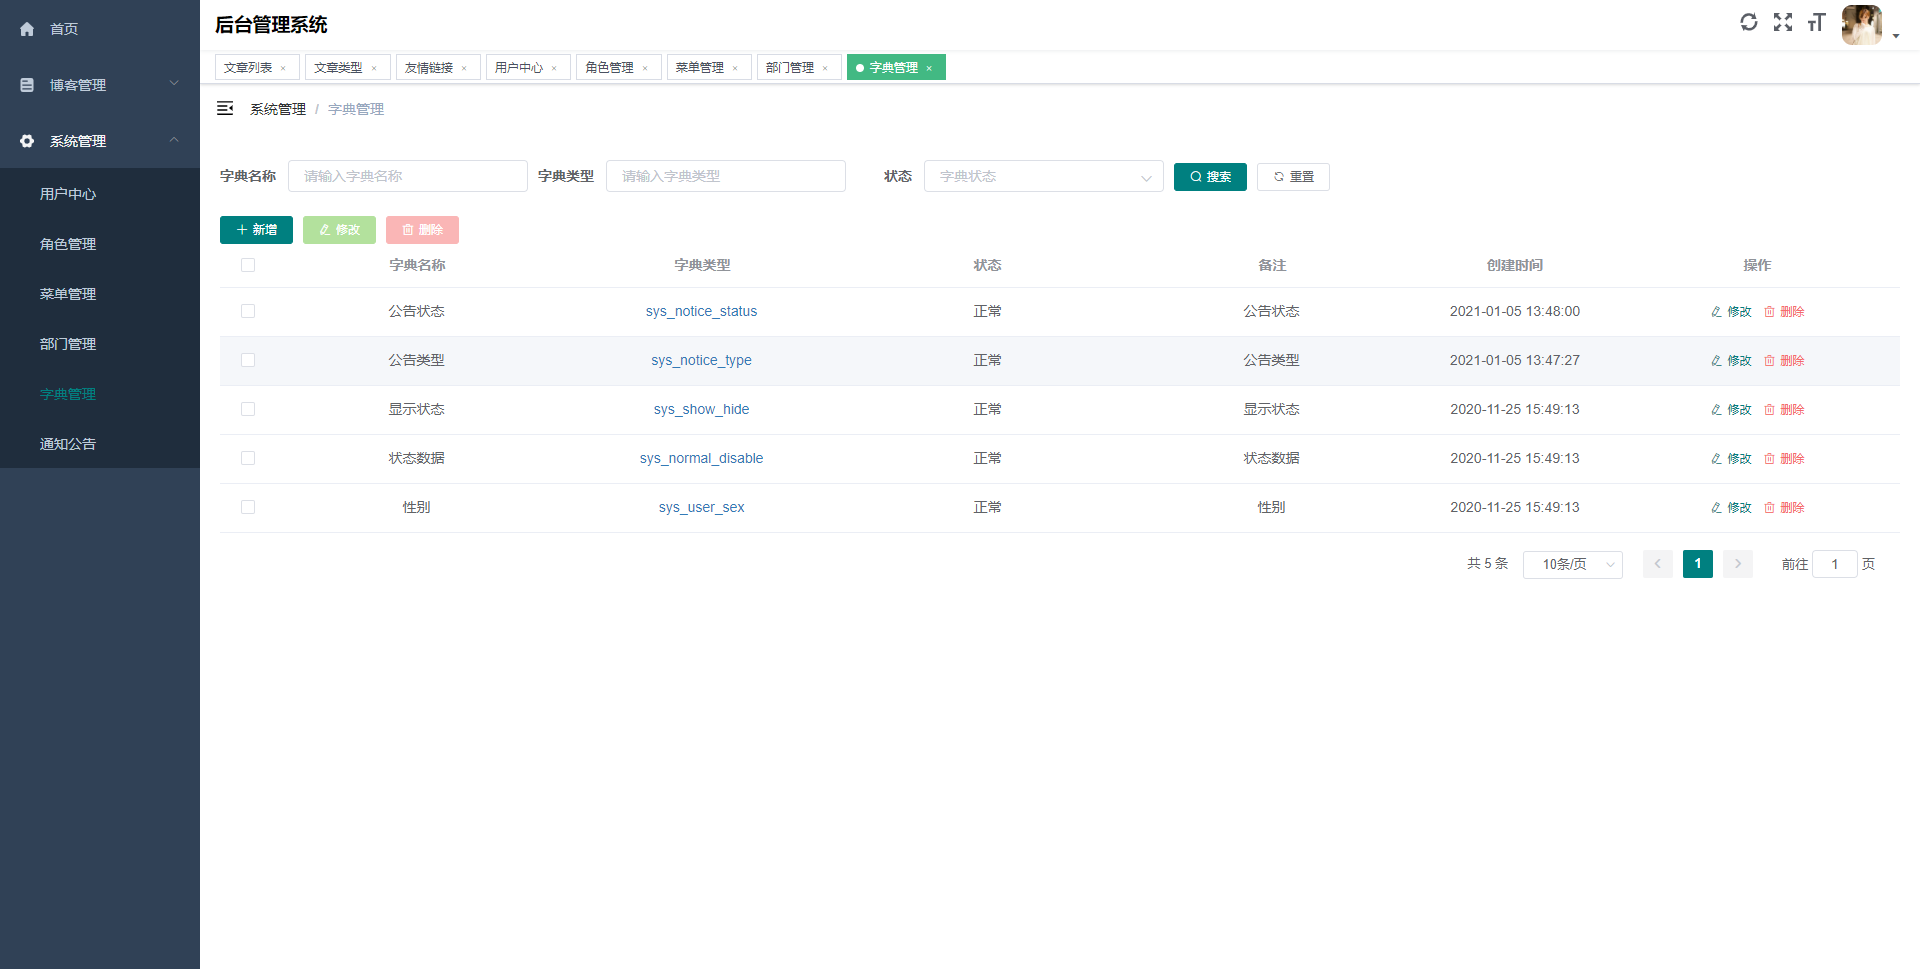 首页
博客管理
系统管理
用户中心
角色管理
菜单管理
部门管理
字典管理
通知公告
后台管理系统
文章列表 × 文章类型 × 友情链接 × 用户中心 × 角色管理 × 菜单管理 × 部门管理 × 字典管理 ×
系统管理 / 字典管理
字典名称 请输入字典名称 字典类型 请输入字典类型 状态 字典状态 搜索 重置
新增 修改 删除
字典名称 字典类型 状态 备注 创建时间 操作
公告状态 sys_notice_status 正常 公告状态 2021-01-05 13:48:00 修改 删除
公告类型 sys_notice_type 正常 公告类型 2021-01-05 13:47:27 修改 删除
显示状态 sys_show_hide 正常 显示状态 2020-11-25 15:49:13 修改 删除
状态数据 sys_normal_disable 正常 状态数据 2020-11-25 15:49:13 修改 删除
性别 sys_user_sex 正常 性别 2020-11-25 15:49:13 修改 删除
共 5 条 10条/页 1 前往 1 页